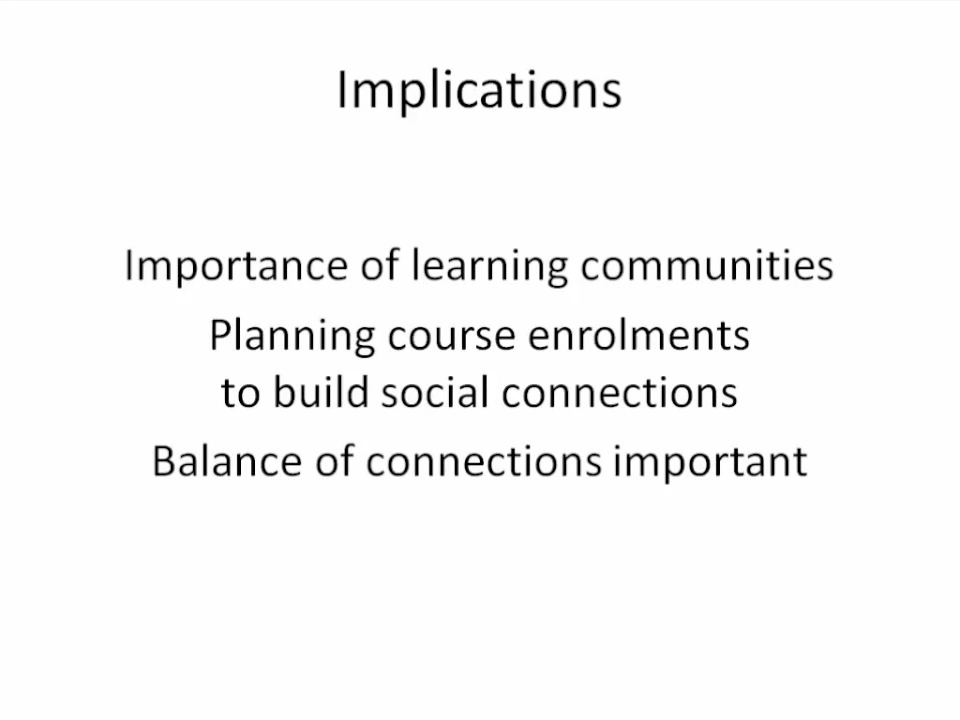 Implications
Importance of learning communities
Planning course enrolments
to build social connections
Balance of connections important